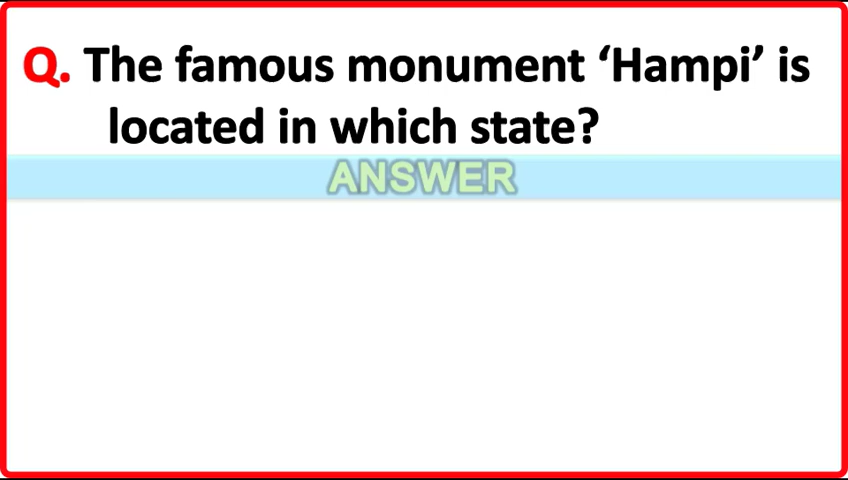 Q. The famous monument ‘Hampi’ is
located in which state?
ANSWER